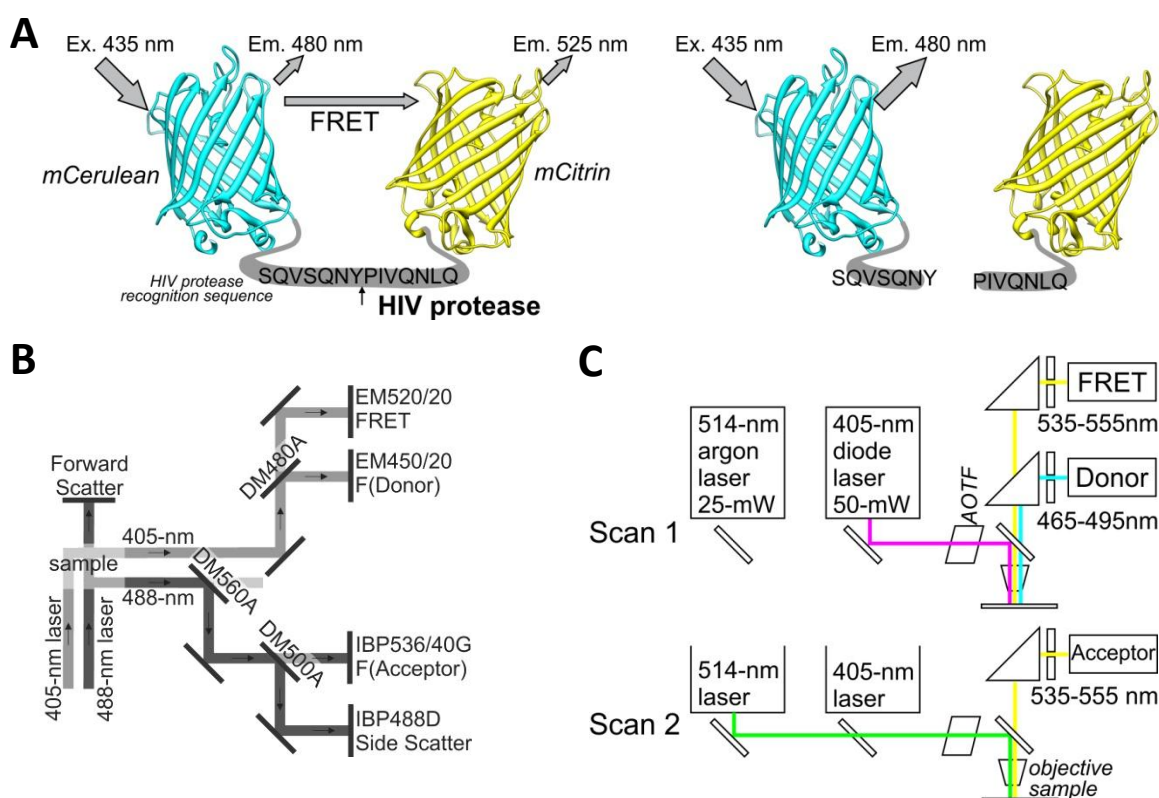 A
Ex. 435 nm
Em. 480 nm
Em. 525 nm
FRET
mCerulean
mCitrin
SQVSQNYPIVQNLQ
HIV protease
recognition sequence
HIV protease
Ex. 435 nm
Em. 480 nm
SQVSQNY
PIVQNLQ
B
EM520/20
FRET
DM480A
EM450/20
F(Donor)
Forward
Scatter
405-nm
sample
DM560A
488-nm
405-nm laser
488-nm laser
DM500A
IBP536/40G
F(Acceptor)
IBP488D
Side Scatter
C
Scan 1
514-nm
argon
laser
25-mW
405-nm
diode
laser
50-mW
AOTF
FRET
535-555nm
Donor
465-495nm
Scan 2
514-nm
laser
405-nm
laser
Acceptor
535-555 nm
objective
sample